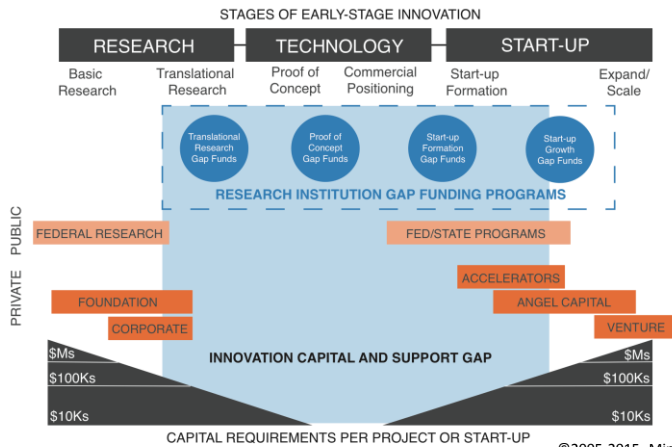 STAGES OF EARLY-STAGE INNOVATION
RESEARCH
TECHNOLOGY
START-UP
Basic
Research
Translational
Research
Proof of
Concept
Commercial
Positioning
Start-up
Formation
Expand/
Scale
Translational
Research
Gap Funds
Proof of
Concept
Gap Funds
Start-up
Formation
Gap Funds
Start-up
Growth
Gap Funds
RESEARCH INSTITUTION GAP FUNDING PROGRAMS
PUBLIC
FEDERAL RESEARCH
FED/STATE PROGRAMS
PRIVATE
ACCELERATORS
FOUNDATION
ANGEL CAPITAL
CORPORATE
VENTURE
INNOVATION CAPITAL AND SUPPORT GAP
$Ms
$100Ks
$10Ks
$Ms
$100Ks
$10Ks
CAPITAL REQUIREMENTS PER PROJECT OR START-UP
©2005-2015